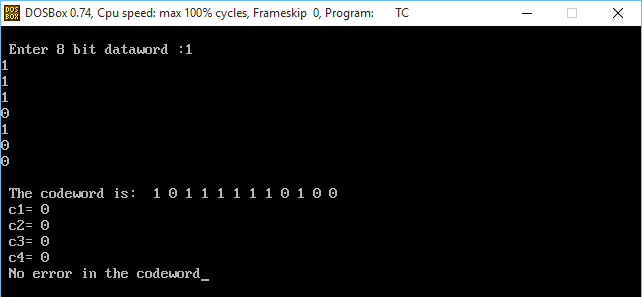 DOSBox 0.74, Cpu speed: max 100% cycles, Frameskip 0, Program: TC
Enter 8 bit dataword :1
1
1
1
0
1
0
0
The codeword is: 1 0 1 1 1 1 1 1 0 1 0 0
c1= 0
c2= 0
c3= 0
c4= 0
No error in the codeword_